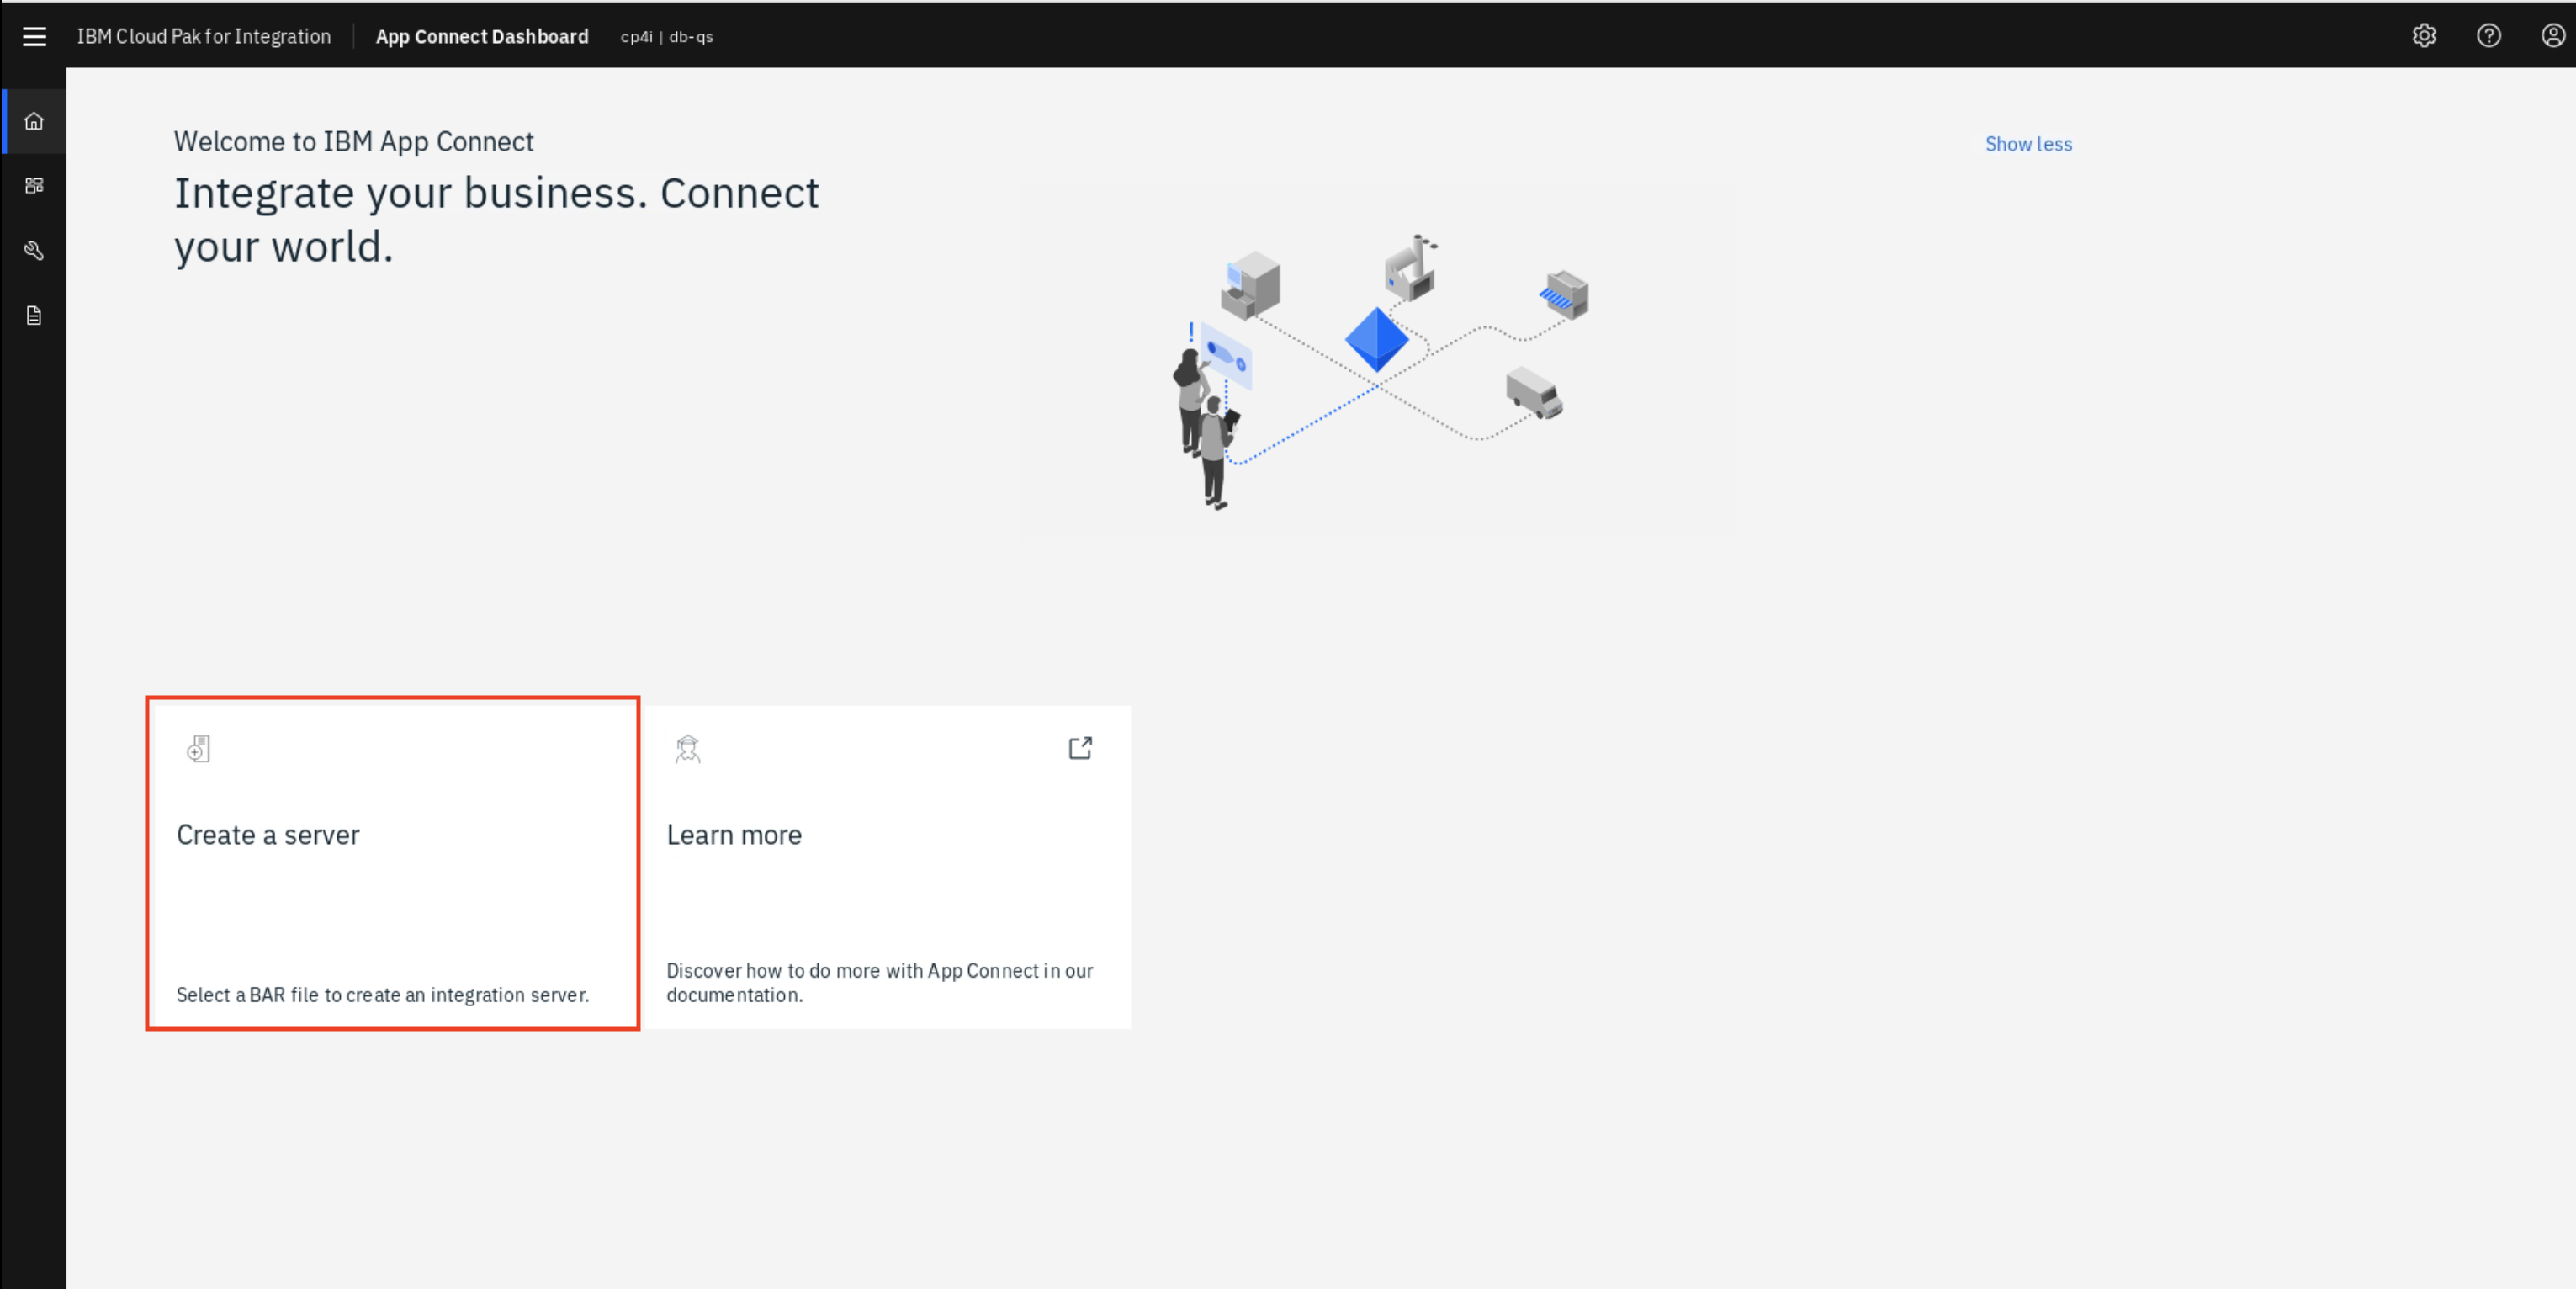 IBM Cloud Pak for Integration
App Connect Dashboard
cp4i | db-qs
Welcome to IBM App Connect
Show less
Integrate your business. Connect
your world.
Create a server
Select a BAR file to create an integration server.
Learn more
Discover how to do more with App Connect in our
documentation.